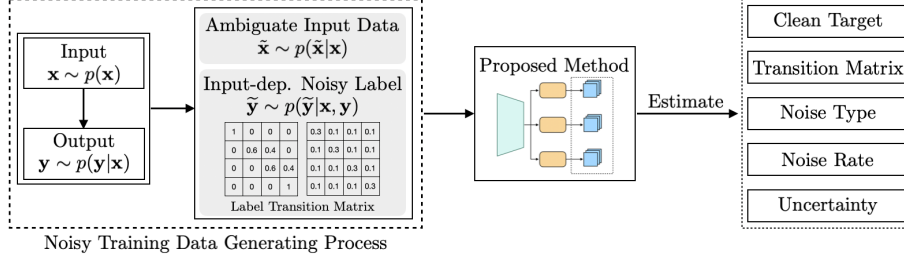 Input
x ~ p(x)
Output
y ~ p(y|x)
Ambiguate Input Data
x̃ ~ p(x̃|x)
Input-dep. Noisy Label
ỹ ~ p(ỹ|x, y)
1 0 0 0
0 0.6 0.4 0
0 0 0.6 0.4
0 0 0 1
0.3 0.1 0.1 0.1
0.1 0.3 0.1 0.1
0.1 0.1 0.3 0.1
0.1 0.1 0.1 0.3
Label Transition Matrix
Noisy Training Data Generating Process
Proposed Method
Estimate
Clean Target
Transition Matrix
Noise Type
Noise Rate
Uncertainty